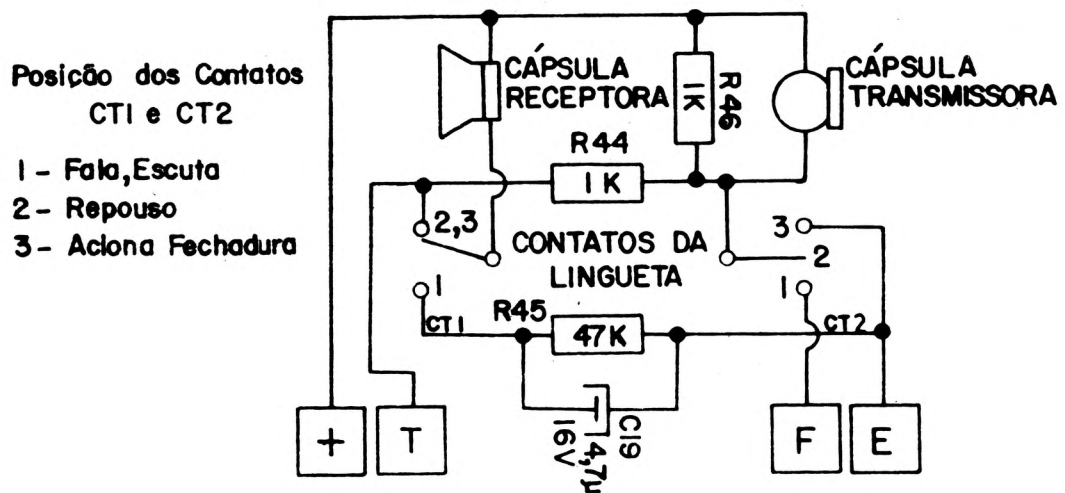 Posição dos Contatos
CT1 e CT2
1 - Fala, Escuta
2 - Repouso
3 - Aciona Fechadura
CÁPSULA
RECEPTORA
1K
R46
CÁPSULA
TRANSMISSORA
R44
1K
2,3
CONTATOS DA
LINGUETA
3
2
1
1
CT1
R45
47K
CT2
C19
4,7µ
16V
+
T
F
E